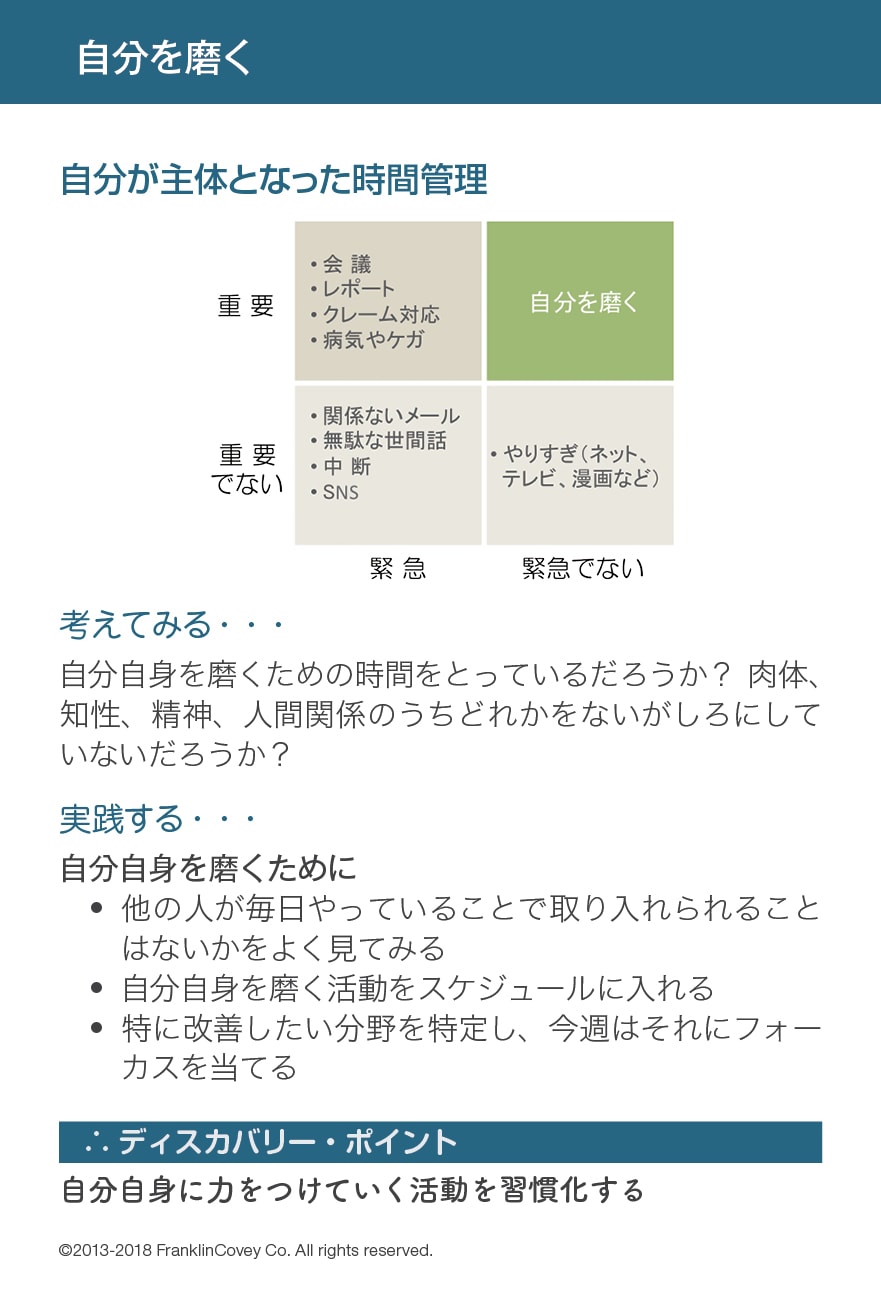 自分を磨く
自分が主体となった時間管理
重 要
・会 議
・レポート
・クレーム対応
・病気やケガ
自分を磨く
重 要
でない
・関係ないメール
・無駄な世間話
・中 断
・SNS
・やりすぎ（ネット、
テレビ、漫画など）
緊 急
緊急でない
考えてみる・・・
自分自身を磨くための時間をとっているだろうか？ 肉体、
知性、精神、人間関係のうちどれかをないがしろにして
いないだろうか？
実践する・・・
自分自身を磨くために
• 他の人が毎日やっていることで取り入れられること
はないかをよく見てみる
• 自分自身を磨く活動をスケジュールに入れる
• 特に改善したい分野を特定し、今週はそれにフォー
カスを当てる
∴ ディスカバリー・ポイント
自分自身に力をつけていく活動を習慣化する
©2013-2018 FranklinCovey Co. All rights reserved.